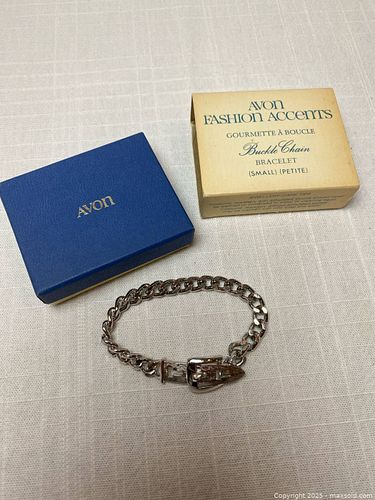 AVON
FASHION ACCENTS
GOURMETTE À BOUCLE
Buckle Chain
BRACELET
(SMALL) (PETITE)
AVON
Copyright 2025 - maxsold.com